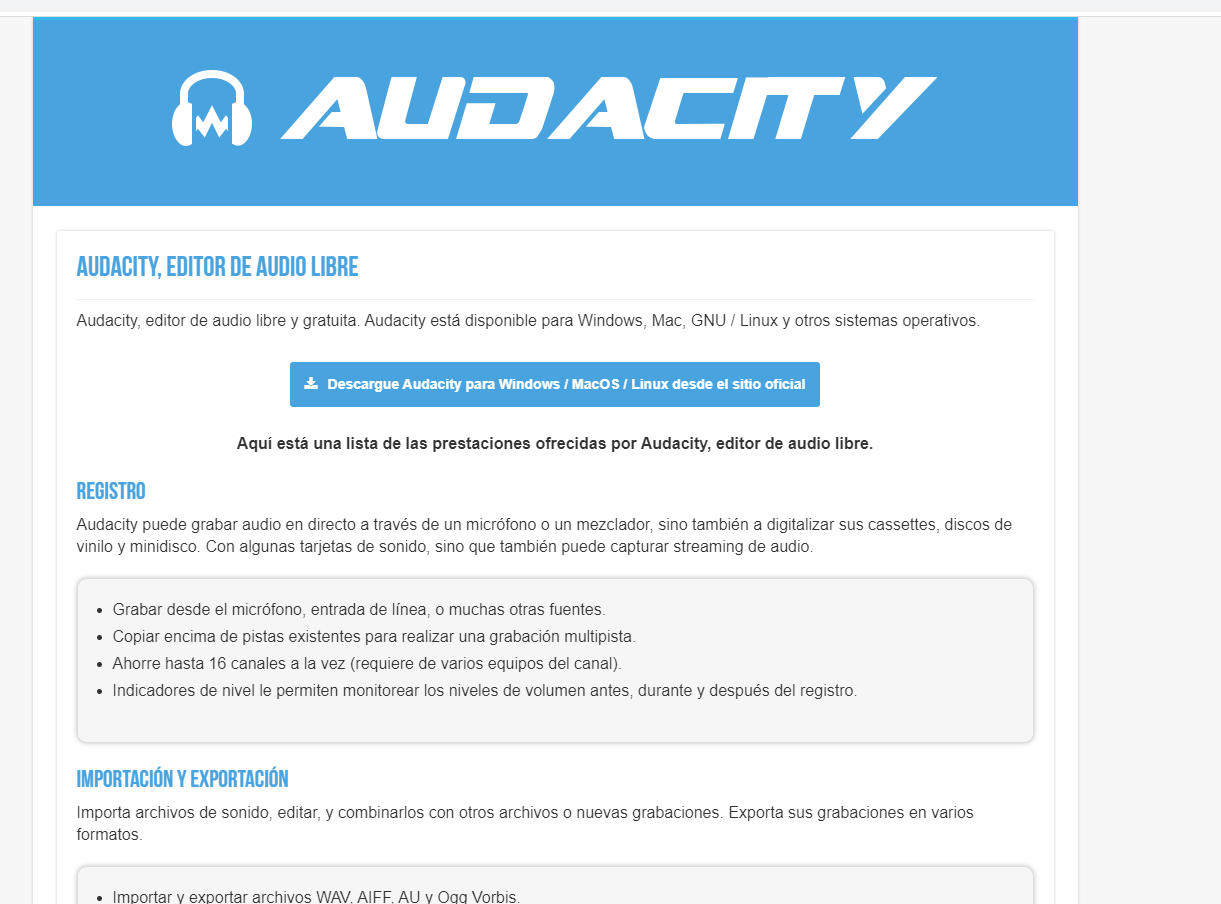 AUDACITY
AUDACITY, EDITOR DE AUDIO LIBRE
Audacity, editor de audio libre y gratuita. Audacity está disponible para Windows, Mac, GNU / Linux y otros sistemas operativos.
Descargue Audacity para Windows / MacOS / Linux desde el sitio oficial
Aquí está una lista de las prestaciones ofrecidas por Audacity, editor de audio libre.
REGISTRO
Audacity puede grabar audio en directo a través de un micrófono o un mezclador, sino también a digitalizar sus cassettes, discos de
vinilo y minidisco. Con algunas tarjetas de sonido, sino que también puede capturar streaming de audio.
• Grabar desde el micrófono, entrada de línea, o muchas otras fuentes.
• Copiar encima de pistas existentes para realizar una grabación multipista.
• Ahorre hasta 16 canales a la vez (requiere de varios equipos del canal).
• Indicadores de nivel le permiten monitorear los niveles de volumen antes, durante y después del registro.
IMPORTACIÓN Y EXPORTACIÓN
Importa archivos de sonido, editar, y combinarlos con otros archivos o nuevas grabaciones. Exporta sus grabaciones en varios
formatos.
• Importar y exportar archivos WAV, AIFF, AU y Ogg Vorbis.